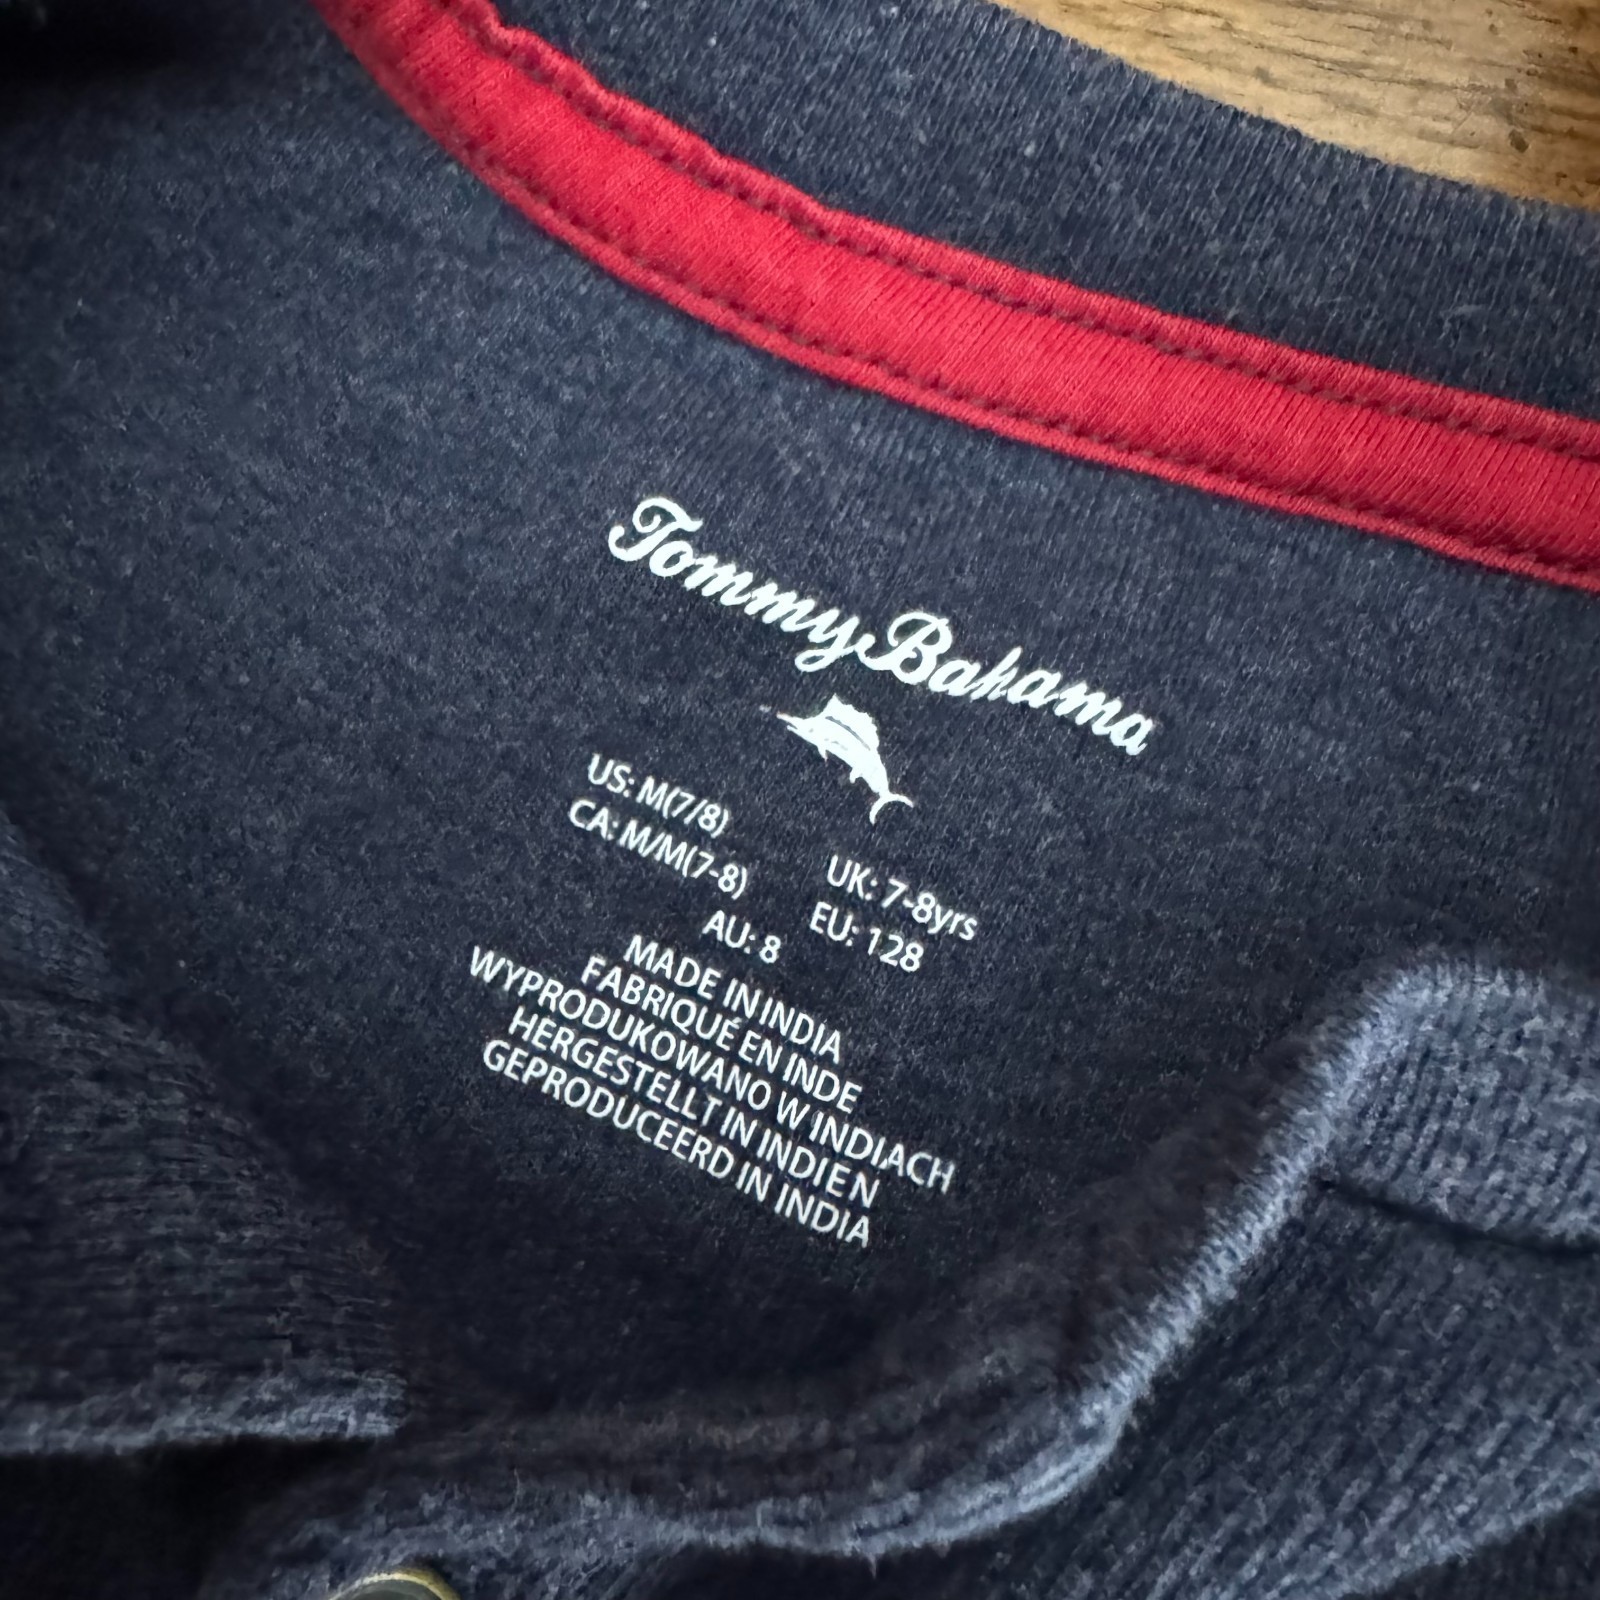 Tommy Bahama
US: M(7/8)
UK: 7-8yrs
CA: M/M(7-8)
EU: 128
AU: 8
MADE IN INDIA
FABRIQUÉ EN INDE
WYPRODUKOWANO W INDIACH
HERGESTELLT IN INDIEN
GEPRODUCEERD IN INDIA